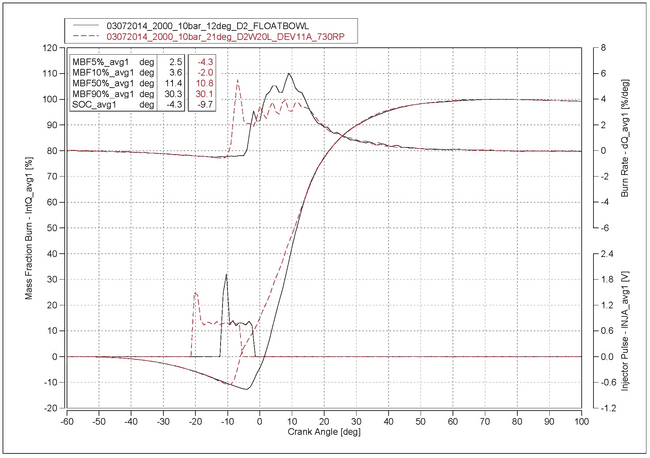 03072014_2000_10bar_12deg_D2_FLOATBOWL
03072014_2000_10bar_21deg_D2W20L_DEV11A_730RP
MBF5%_avg1 deg 2.5 -4.3
MBF10%_avg1 deg 3.6 -2.0
MBF50%_avg1 deg 11.4 10.8
MBF90%_avg1 deg 30.3 30.1
SOC_avg1 deg -4.3 -9.7
Mass Fraction Burn - IntQ_avg1 [%]
120
110
100
90
80
70
60
50
40
30
20
10
0
-10
-20
8
6
4
2
0
-2
-4
-6
Burn Rate - dQ_avg1 [%/deg]
2.4
1.8
1.2
0.6
0.0
-0.6
-1.2
Injector Pulse - INJA_avg1 [V]
-60 -50 -40 -30 -20 -10 0 10 20 30 40 50 60 70 80 90 100
Crank Angle [deg]